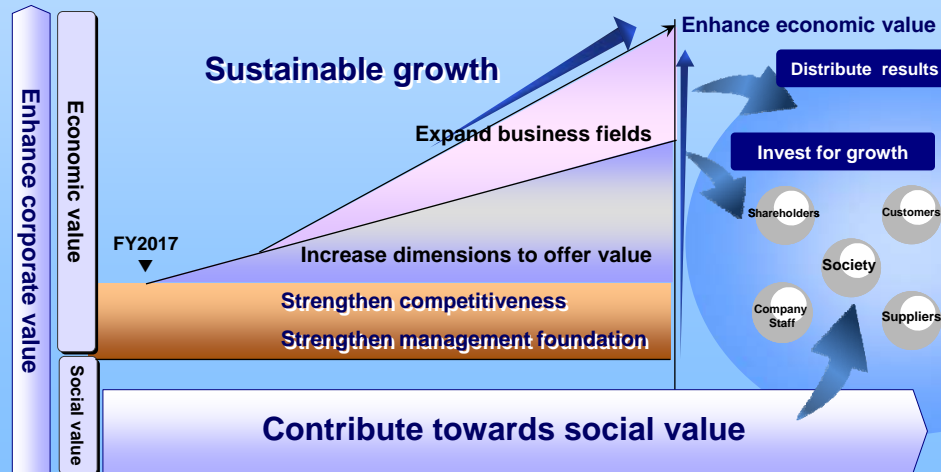 Enhance corporate value
Economic value
Social value
Sustainable growth
Enhance economic value
Distribute results
Expand business fields
Invest for growth
Shareholders
Customers
FY2017
Increase dimensions to offer value
Society
Strengthen competitiveness
Company
Staff
Suppliers
Strengthen management foundation
Contribute towards social value